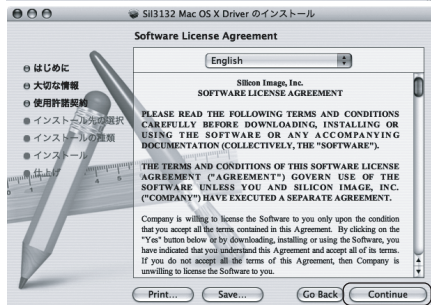 SiI3132 Mac OS X Driver のインストール
Software License Agreement
English
はじめに
大切な情報
使用許諾契約
インストール先の選択
インストールの種類
インストール
仕上げ
Silicon Image, Inc.
SOFTWARE LICENSE AGREEMENT
PLEASE READ THE FOLLOWING TERMS AND CONDITIONS
CAREFULLY BEFORE DOWNLOADING, INSTALLING OR
USING THE SOFTWARE OR ANY ACCOMPANYING
DOCUMENTATION (COLLECTIVELY, THE "SOFTWARE").
THE TERMS AND CONDITIONS OF THIS SOFTWARE LICENSE
AGREEMENT ("AGREEMENT") GOVERN USE OF THE
SOFTWARE UNLESS YOU AND SILICON IMAGE, INC.
("COMPANY") HAVE EXECUTED A SEPARATE AGREEMENT.
Company is willing to license the Software to you only upon the condition
that you accept all the terms contained in this Agreement. By clicking on the
"Yes" button below or by downloading, installing or using the Software, you
have indicated that you understand this Agreement and accept all of its terms.
If you do not accept all the terms of this Agreement, then Company is
unwilling to license the Software to you.
Print... Save... Go Back Continue